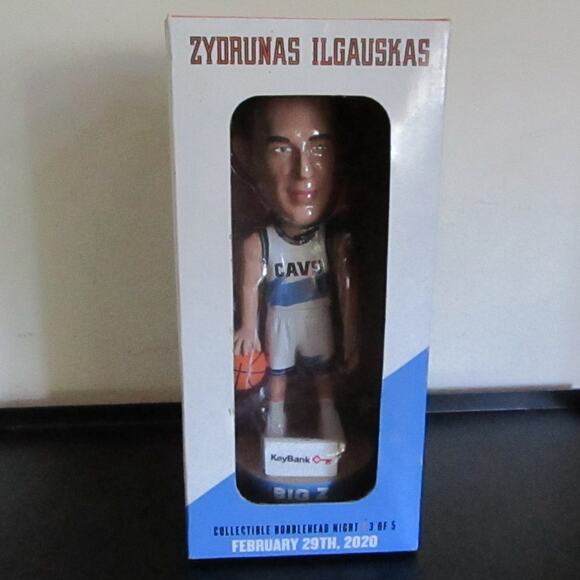 ZYDRUNAS ILGAUSKAS
CAVS
KeyBank
BIG Z
COLLECTIBLE BOBBLEHEAD NIGHT 3 OF 5
FEBRUARY 29TH, 2020